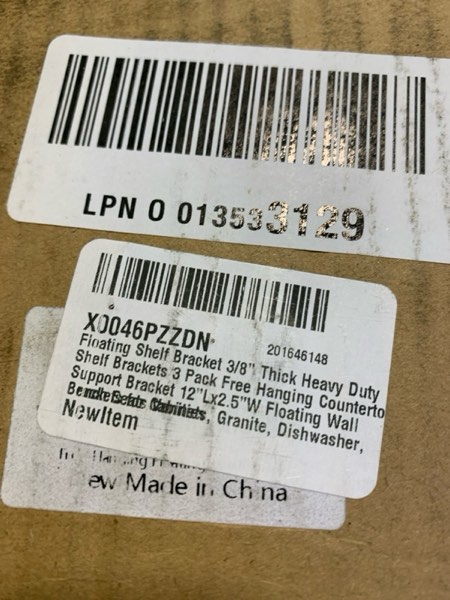 LPN O 013533129
X0046PZZDN
201646148
Floating Shelf Bracket 3/8" Thick Heavy Duty
Shelf Brackets 3 Pack Free Hanging Counterto
Support Bracket 12"Lx2.5"W Floating Wall
Granite, Dishwasher,
NewItem
ew Made in China